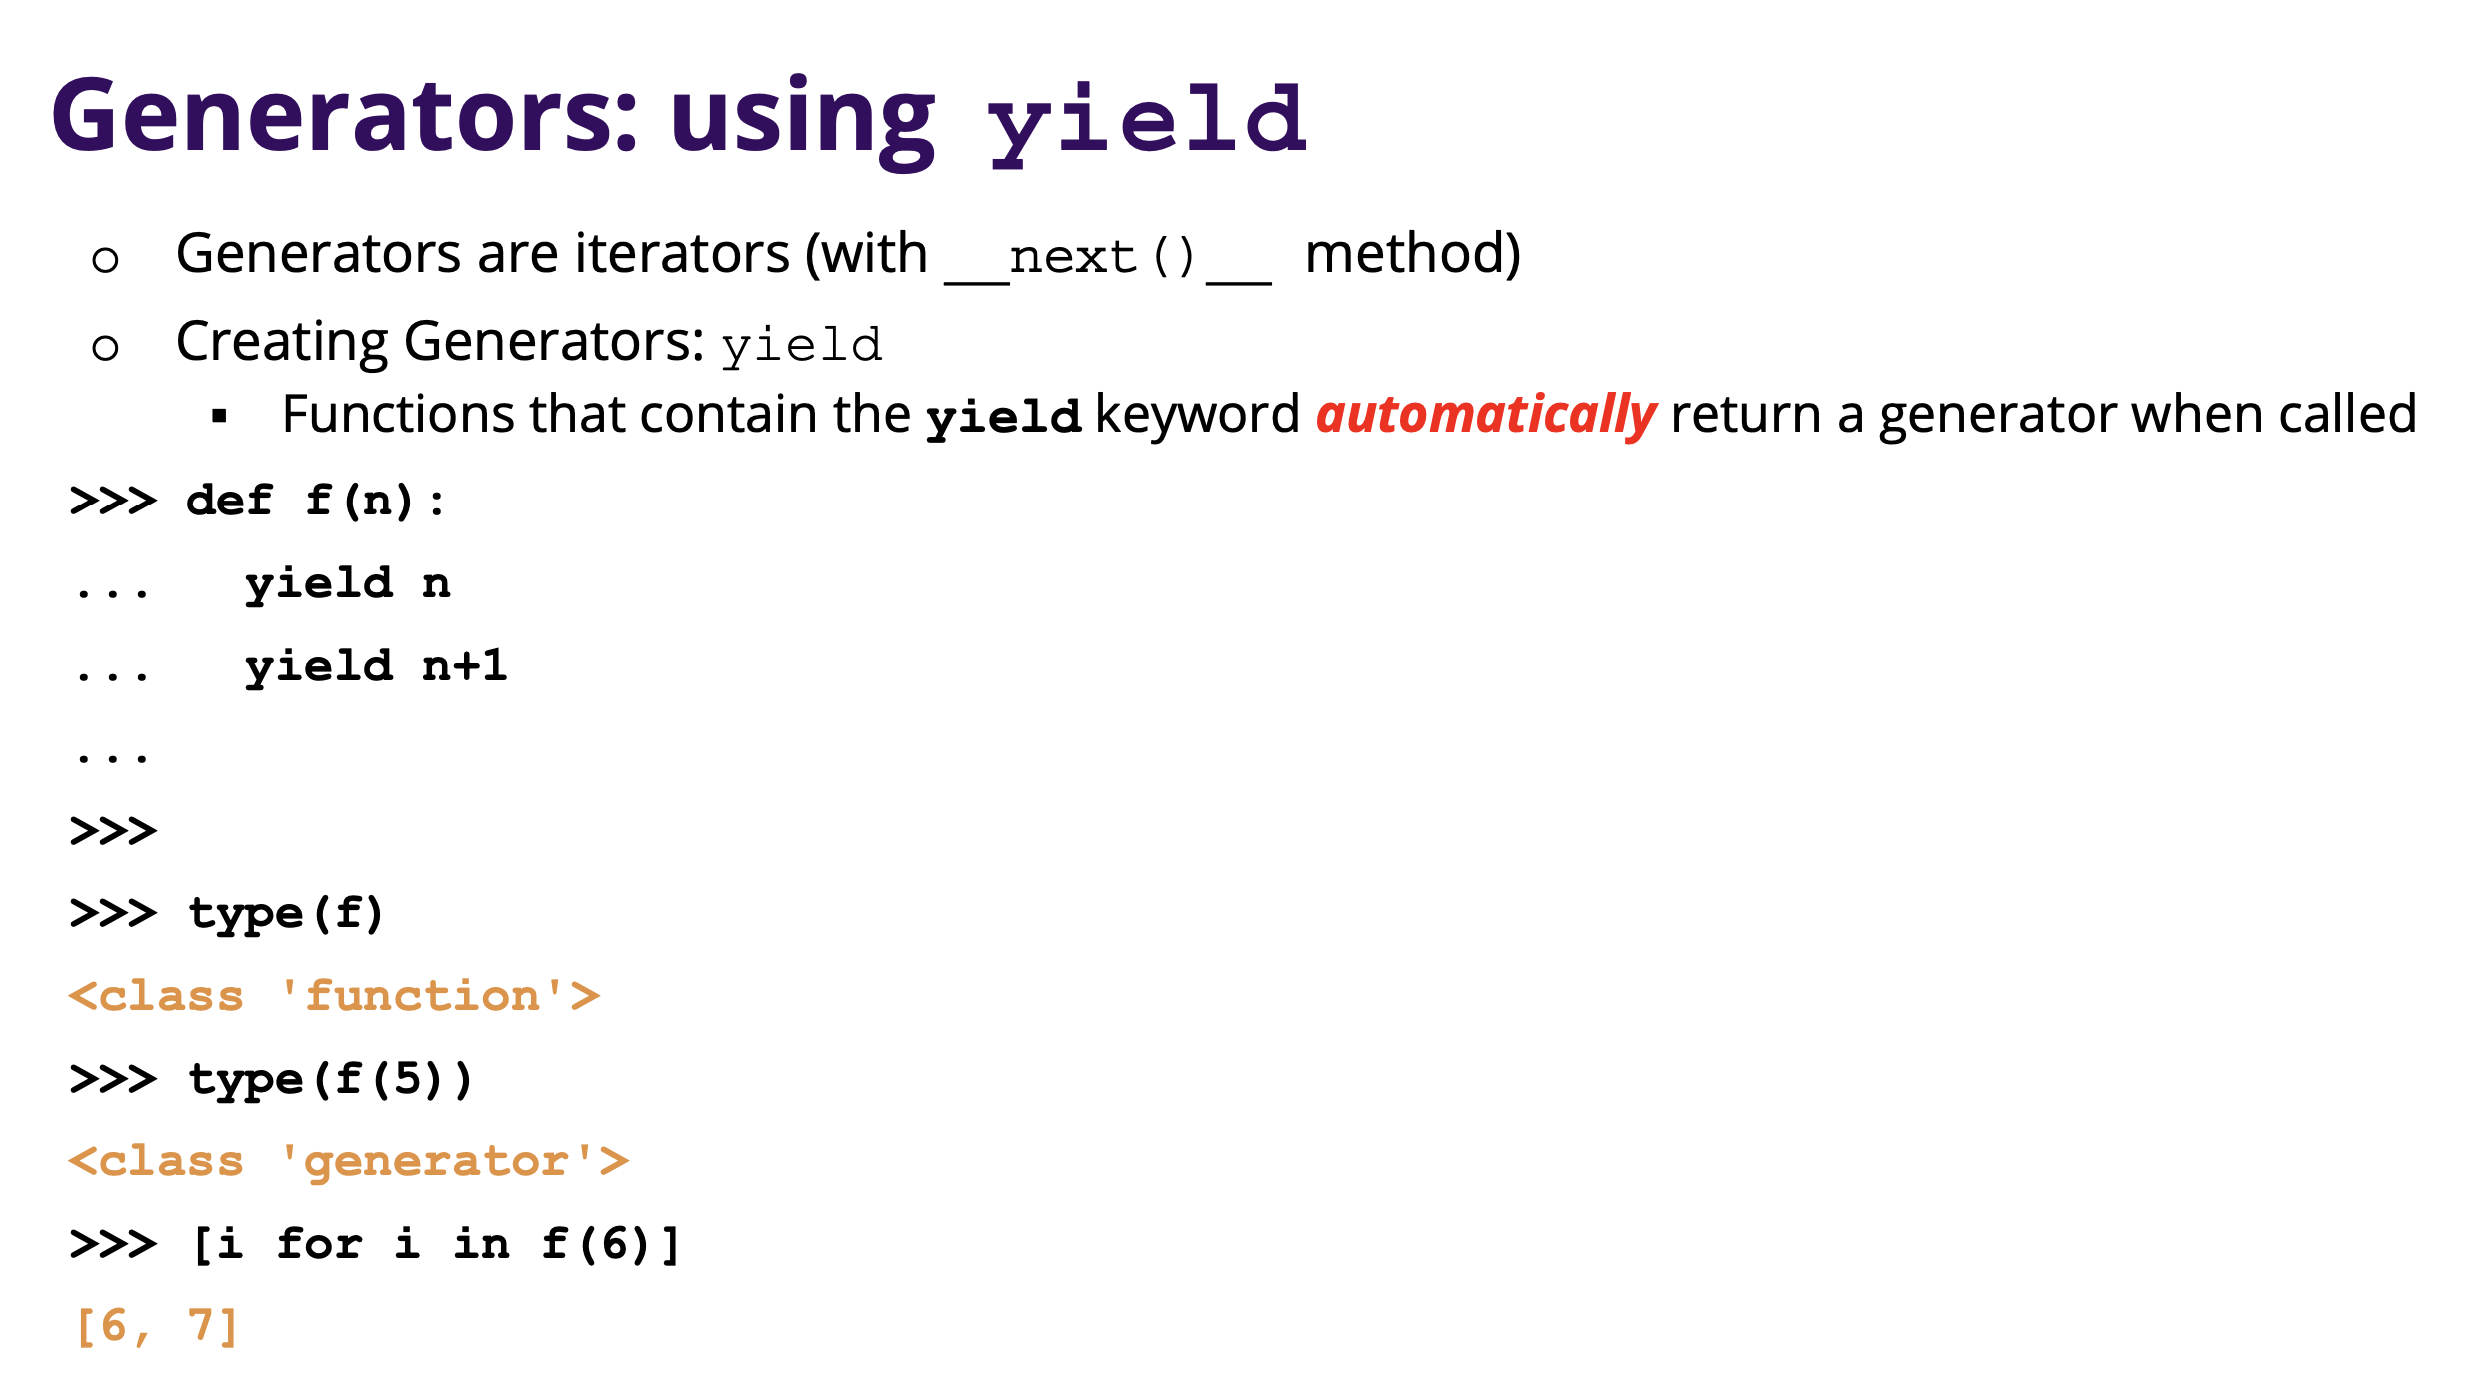 Generators: using yield
○ Generators are iterators (with __next()__ method)
○ Creating Generators: yield
▪ Functions that contain the yield keyword automatically return a generator when called
>>> def f(n):
...   yield n
...   yield n+1
...
>>>
>>> type(f)
<class 'function'>
>>> type(f(5))
<class 'generator'>
>>> [i for i in f(6)]
[6, 7]